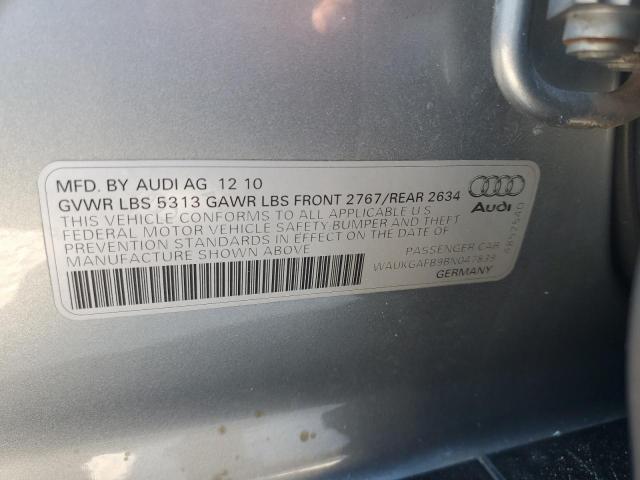 MFD. BY AUDI AG 12 10
GVWR LBS 5313 GAWR LBS FRONT 2767/REAR 2634
THIS VEHICLE CONFORMS TO ALL APPLICABLE U S
FEDERAL MOTOR VEHICLE SAFETY BUMPER AND THEFT
PREVENTION STANDARDS IN EFFECT ON THE DATE OF
MANUFACTURE SHOWN ABOVE
Audi
PASSENGER CAR
WAUKGAFB9BN047839
GERMANY